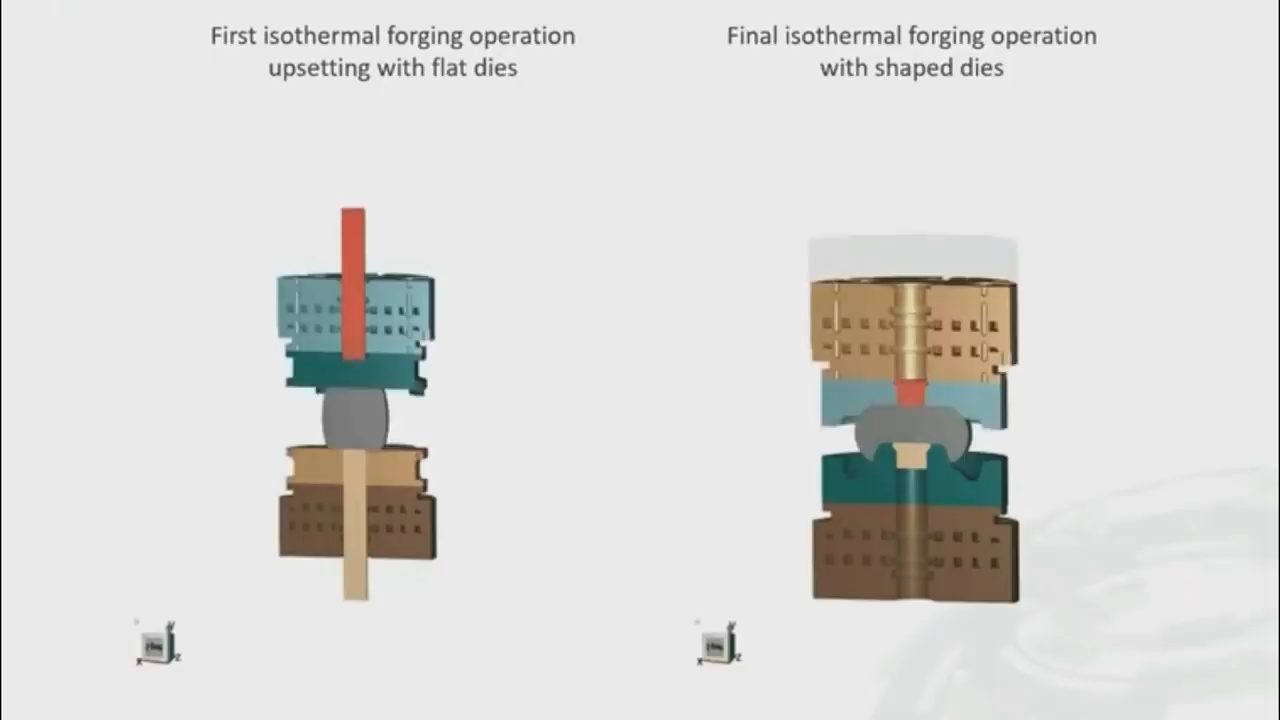 First isothermal forging operation
upsetting with flat dies
Final isothermal forging operation
with shaped dies